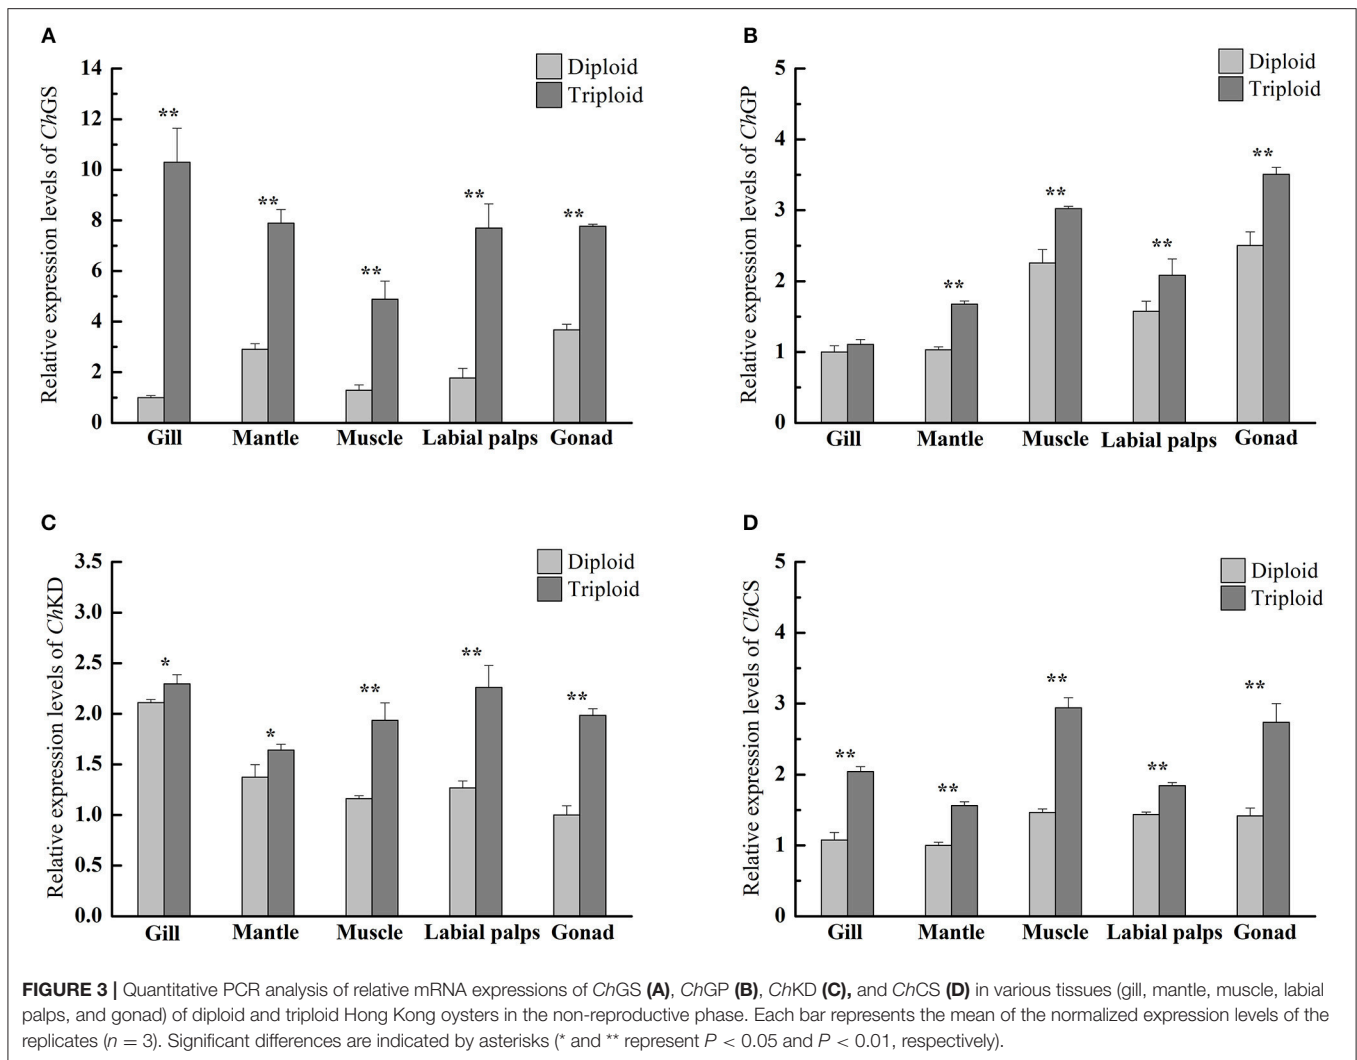 A
Relative expression levels of ChGS
14
12
10
8
6
4
2
0
Diploid
Triploid
**
**
**
**
**
Gill Mantle Muscle Labial palps Gonad
B
Relative expression levels of ChGP
5
4
3
2
1
0
Diploid
Triploid
**
**
**
**
Gill Mantle Muscle Labial palps Gonad
C
Relative expression levels of ChKD
3.5
3.0
2.5
2.0
1.5
1.0
0.5
0.0
Diploid
Triploid
*
*
**
**
**
Gill Mantle Muscle Labial palps Gonad
D
Relative expression levels of ChCS
5
4
3
2
1
0
Diploid
Triploid
**
**
**
**
**
Gill Mantle Muscle Labial palps Gonad
FIGURE 3 | Quantitative PCR analysis of relative mRNA expressions of ChGS (A), ChGP (B), ChKD (C), and ChCS (D) in various tissues (gill, mantle, muscle, labial
palps, and gonad) of diploid and triploid Hong Kong oysters in the non-reproductive phase. Each bar represents the mean of the normalized expression levels of the
replicates (n = 3). Significant differences are indicated by asterisks (* and ** represent P < 0.05 and P < 0.01, respectively).